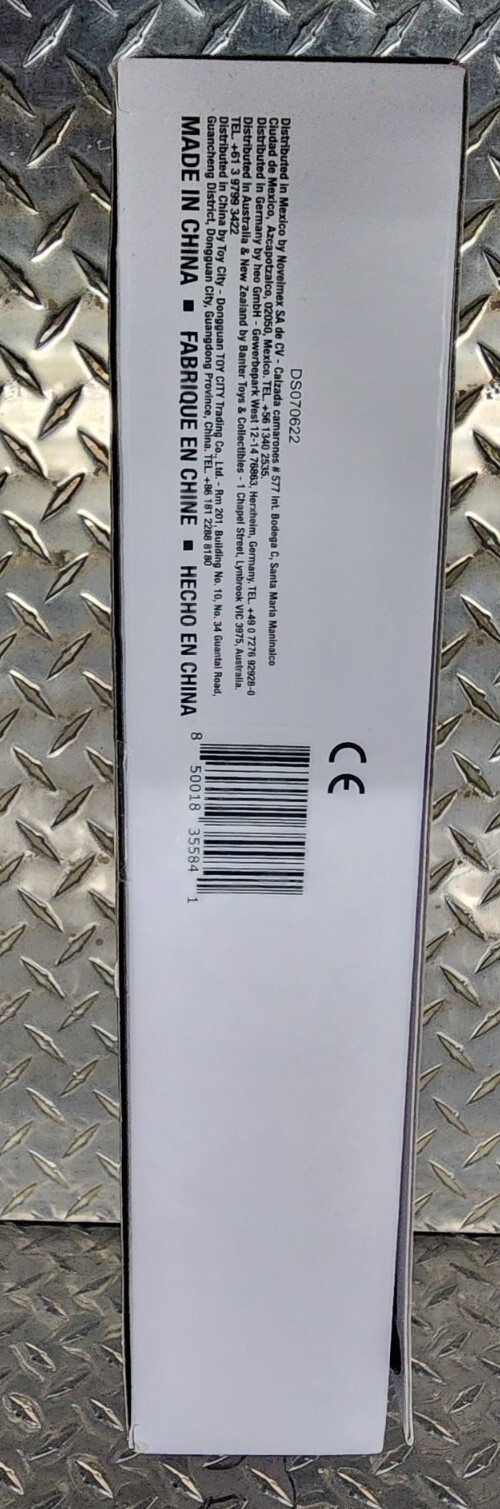 DS070622
Distributed in Mexico by Novelmex SA de CV - Calzada camarones # 577 Int. Bodega C, Santa Maria Maninalco
Ciudad de Mexico, Azcapotzalco, 02050, Mexico. TEL. +56 1340 2535.
Distributed in Germany by heo GmbH - Gewerbepark West 12-14 76863, Herxheim, Germany. TEL. +49 0 7276 92928-0
Distributed in Australia & New Zealand by Banter Toys & Collectibles - 1 Chapel Street, Lynbrook VIC 3975, Australia.
TEL. +61 3 9799 3422
Distributed in China by Toy City - Dongguan TOY CITY Trading Co., Ltd. - Rm 201, Building No. 10, No. 34 Guantai Road,
Guancheng District, Dongguan City, Guangdong Province, China. TEL. +86 181 2288 8180
MADE IN CHINA ■ FABRIQUE EN CHINE ■ HECHO EN CHINA
CE
8 50018 35584 1